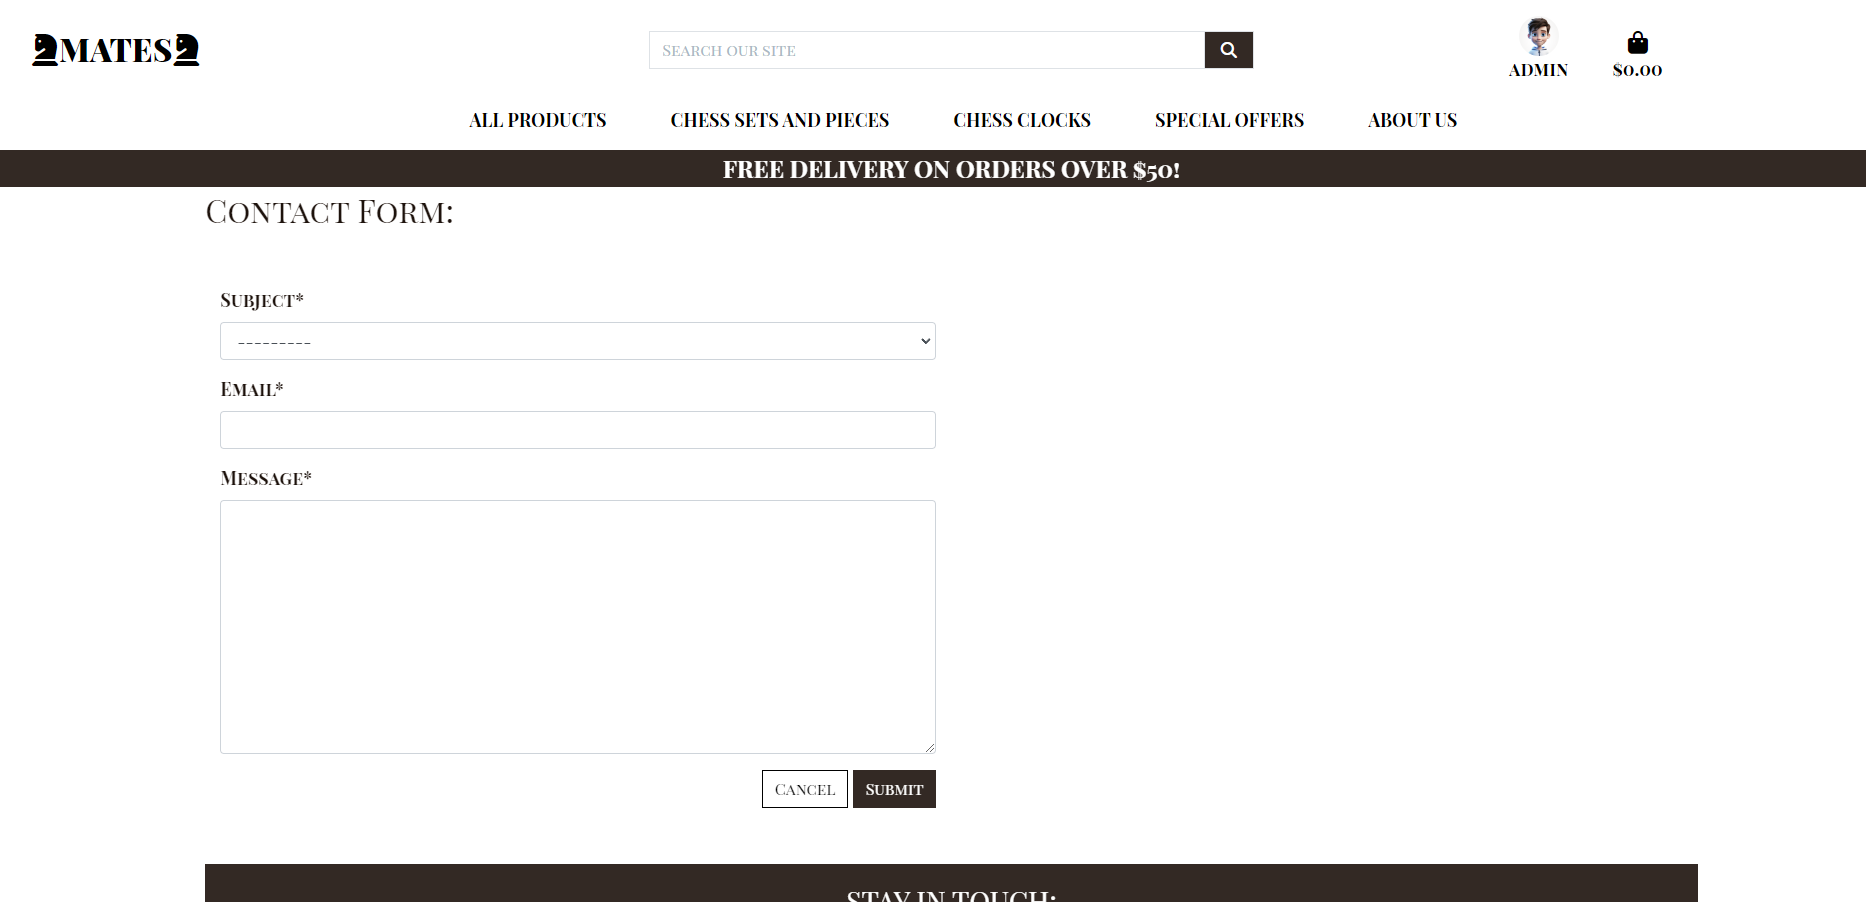 MATES
Search our site
ADMIN
$0.00
ALL PRODUCTS
CHESS SETS AND PIECES
CHESS CLOCKS
SPECIAL OFFERS
ABOUT US
FREE DELIVERY ON ORDERS OVER $50!
Contact Form:
Subject*
---------
Email*
Message*
Cancel
Submit
STAY IN TOUCH: